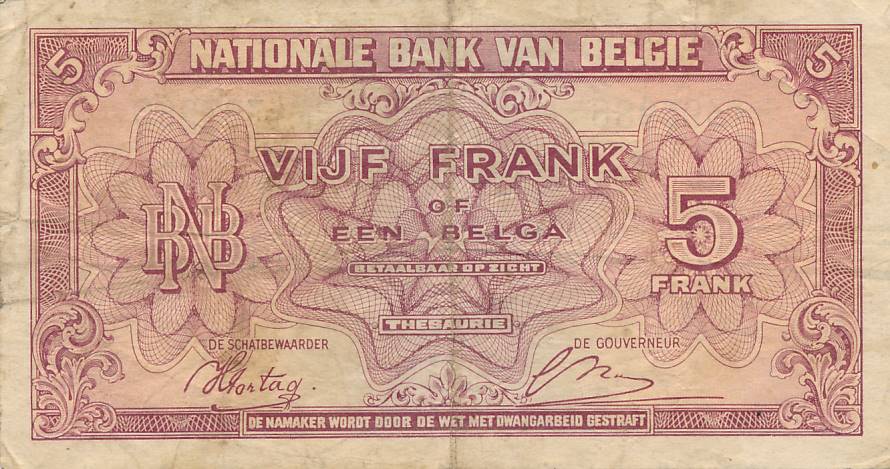 5 NATIONALE BANK VAN BELGIE 5
VIJF FRANK
OF
EEN BELGA
BNB
5
FRANK
BETAALBAAR OP ZICHT
THESAURIE
DE SCHATBEWAARDER
DE GOUVERNEUR
DE NAMAKER WORDT DOOR DE WET MET DWANGARBEID GESTRAFT